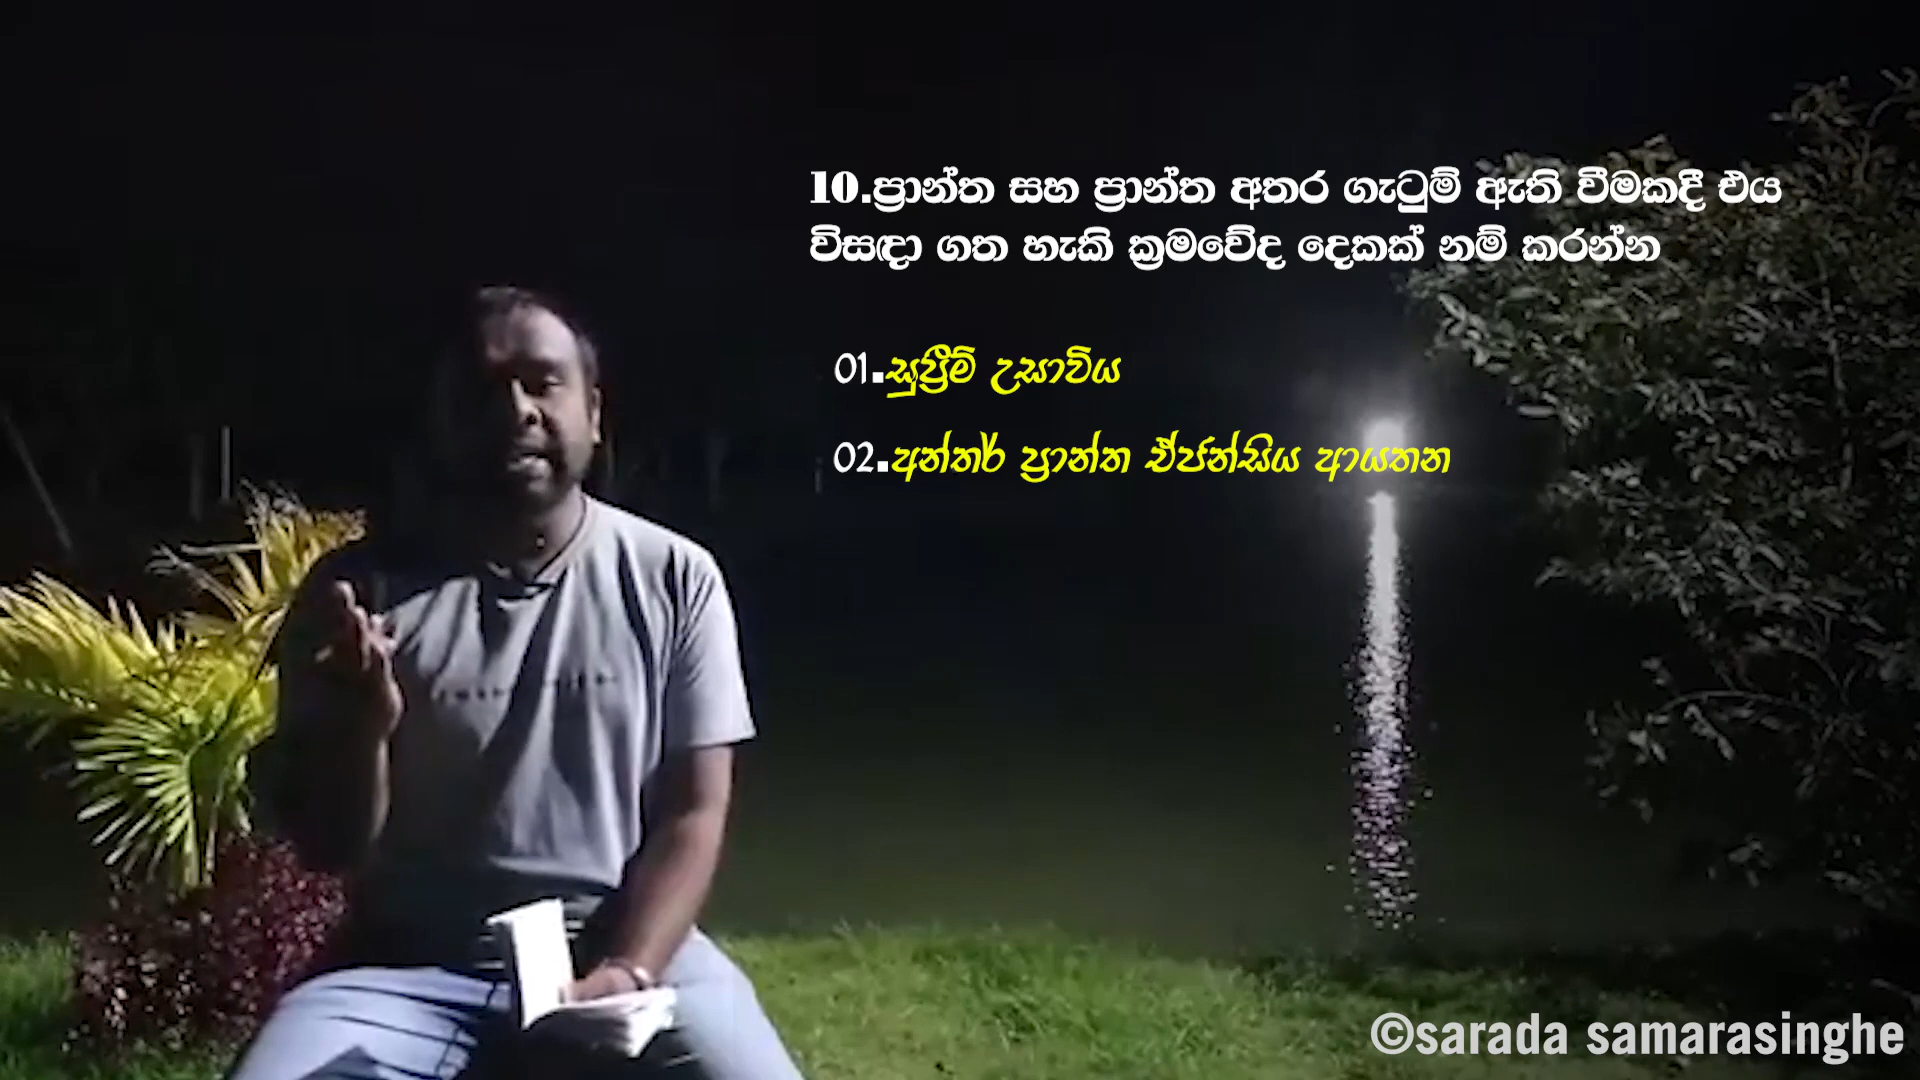 10.ප්‍රාන්ත සහ ප්‍රාන්ත අතර ගැටුම් ඇති වීමකදී එය
විසඳා ගත හැකි ක්‍රමවේද දෙකක් නම් කරන්න
01.සුප්‍රීම් උසාවිය
02.අන්තර් ප්‍රාන්ත ඒජන්සිය ආයතන
©sarada samarasinghe